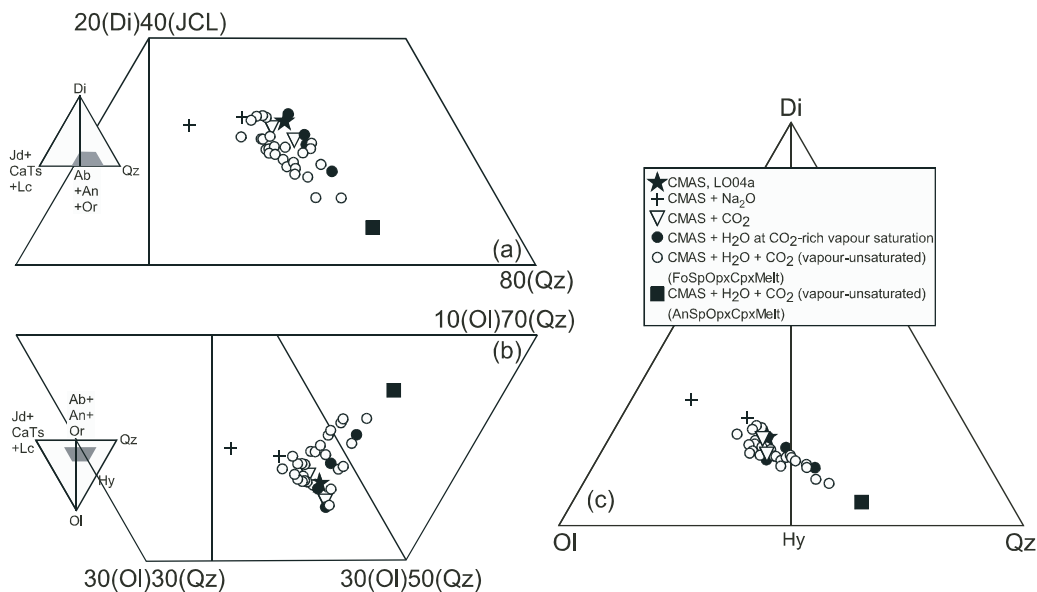 20(Di)40(JCL)
Di
Jd+
CaTs
+Lc
Ab
+An
+Or
Qz
(a)
80(Qz)
10(Ol)70(Qz)
(b)
Ab+
An+
Or
Jd+
CaTs
+Lc
Qz
Hy
Ol
30(Ol)30(Qz)
30(Ol)50(Qz)
Di
CMAS, LO04a
CMAS + Na₂O
CMAS + CO₂
CMAS + H₂O at CO₂-rich vapour saturation
CMAS + H₂O + CO₂ (vapour-unsaturated)
(FoSpOpxCpxMelt)
CMAS + H₂O + CO₂ (vapour-unsaturated)
(AnSpOpxCpxMelt)
(c)
Ol
Hy
Qz